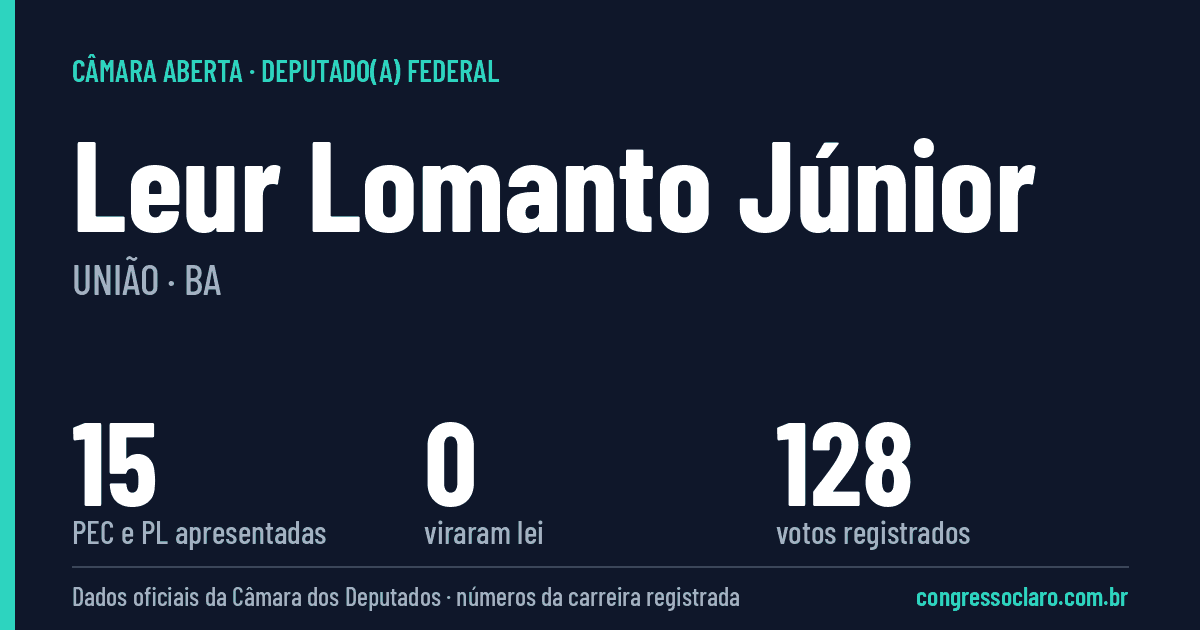 CÂMARA ABERTA · DEPUTADO(A) FEDERAL
Leur Lomanto Júnior
UNIÃO · BA
15 0 128
PEC e PL apresentadas viraram lei votos registrados
Dados oficiais da Câmara dos Deputados · números da carreira registrada congressoclaro.com.br